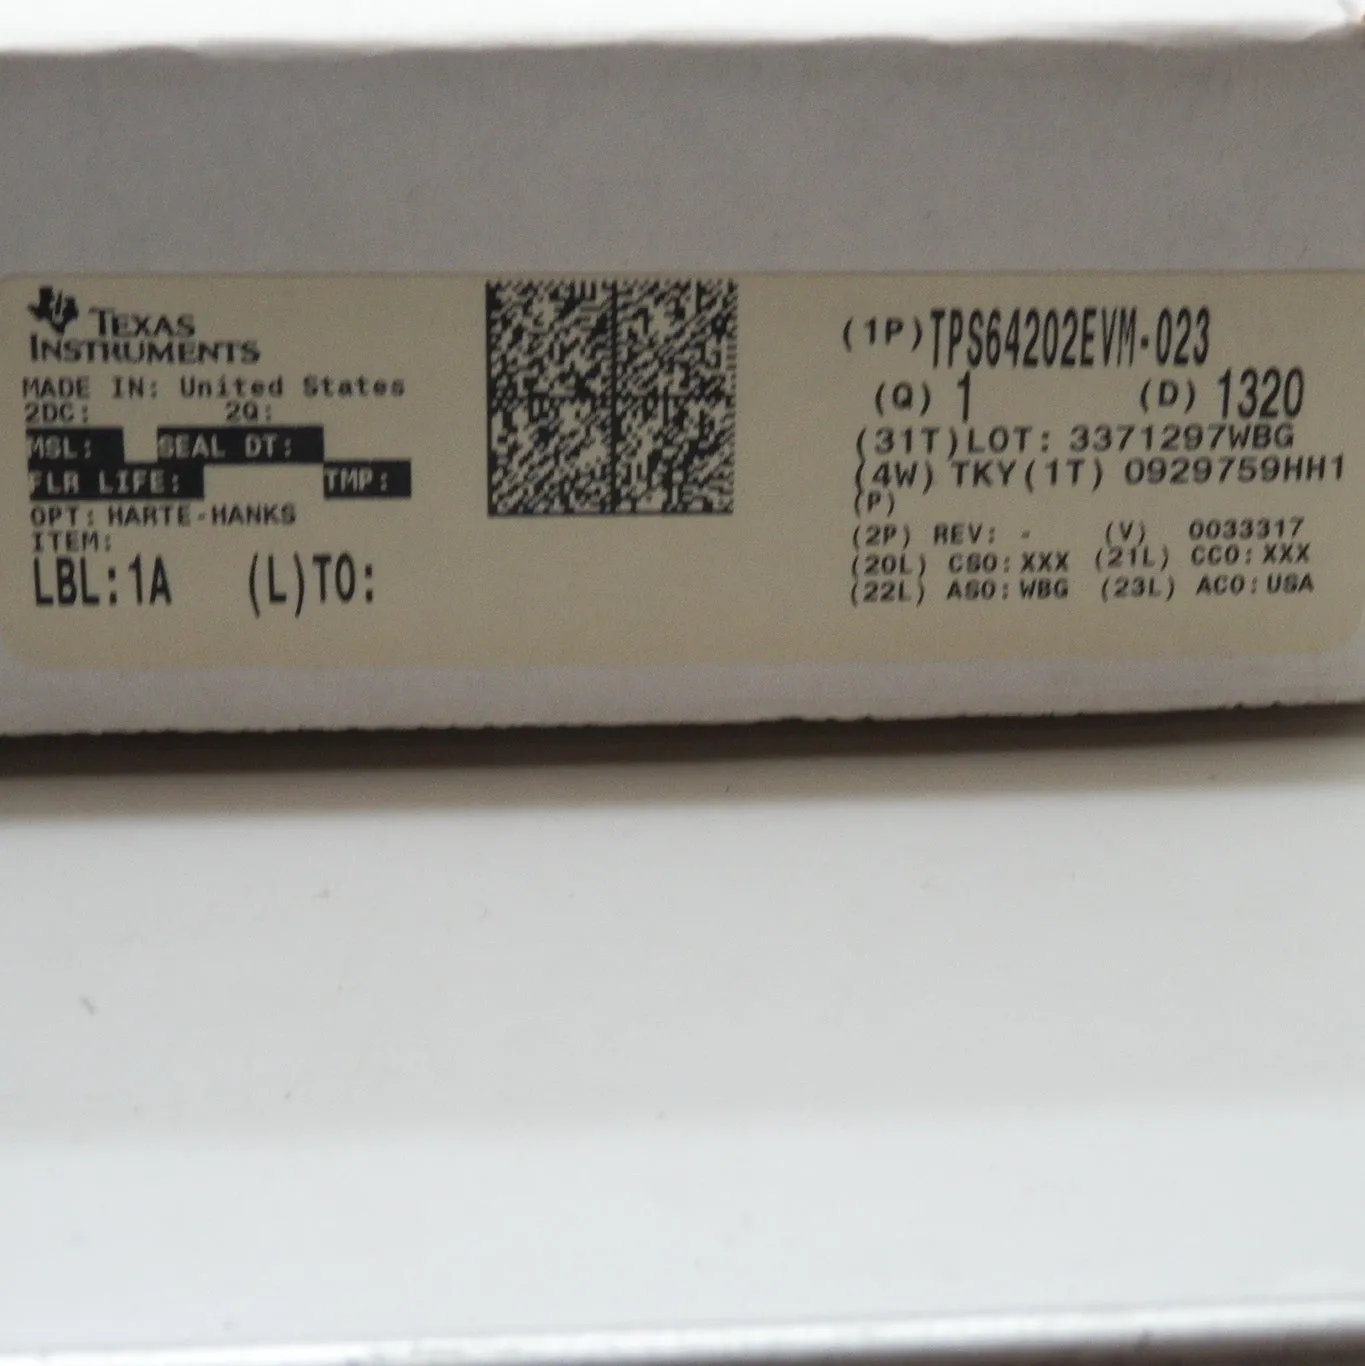 TEXAS
INSTRUMENTS
MADE IN: United States
2DC: 2Q:
MSL: SEAL DT:
FLR LIFE: TMP:
OPT: HARTE-HANKS
ITEM:
LBL: 1A (L)TO:
(1P)TPS64202EVM-023
(Q) 1 (D) 1320
(31T)LOT: 3371297WBG
(4W) TKY(1T) 0929759HH1
(P)
(2P) REV: - (V) 0033317
(20L) CSO:XXX (21L) CCO:XXX
(22L) ASO:WBG (23L) ACO:USA